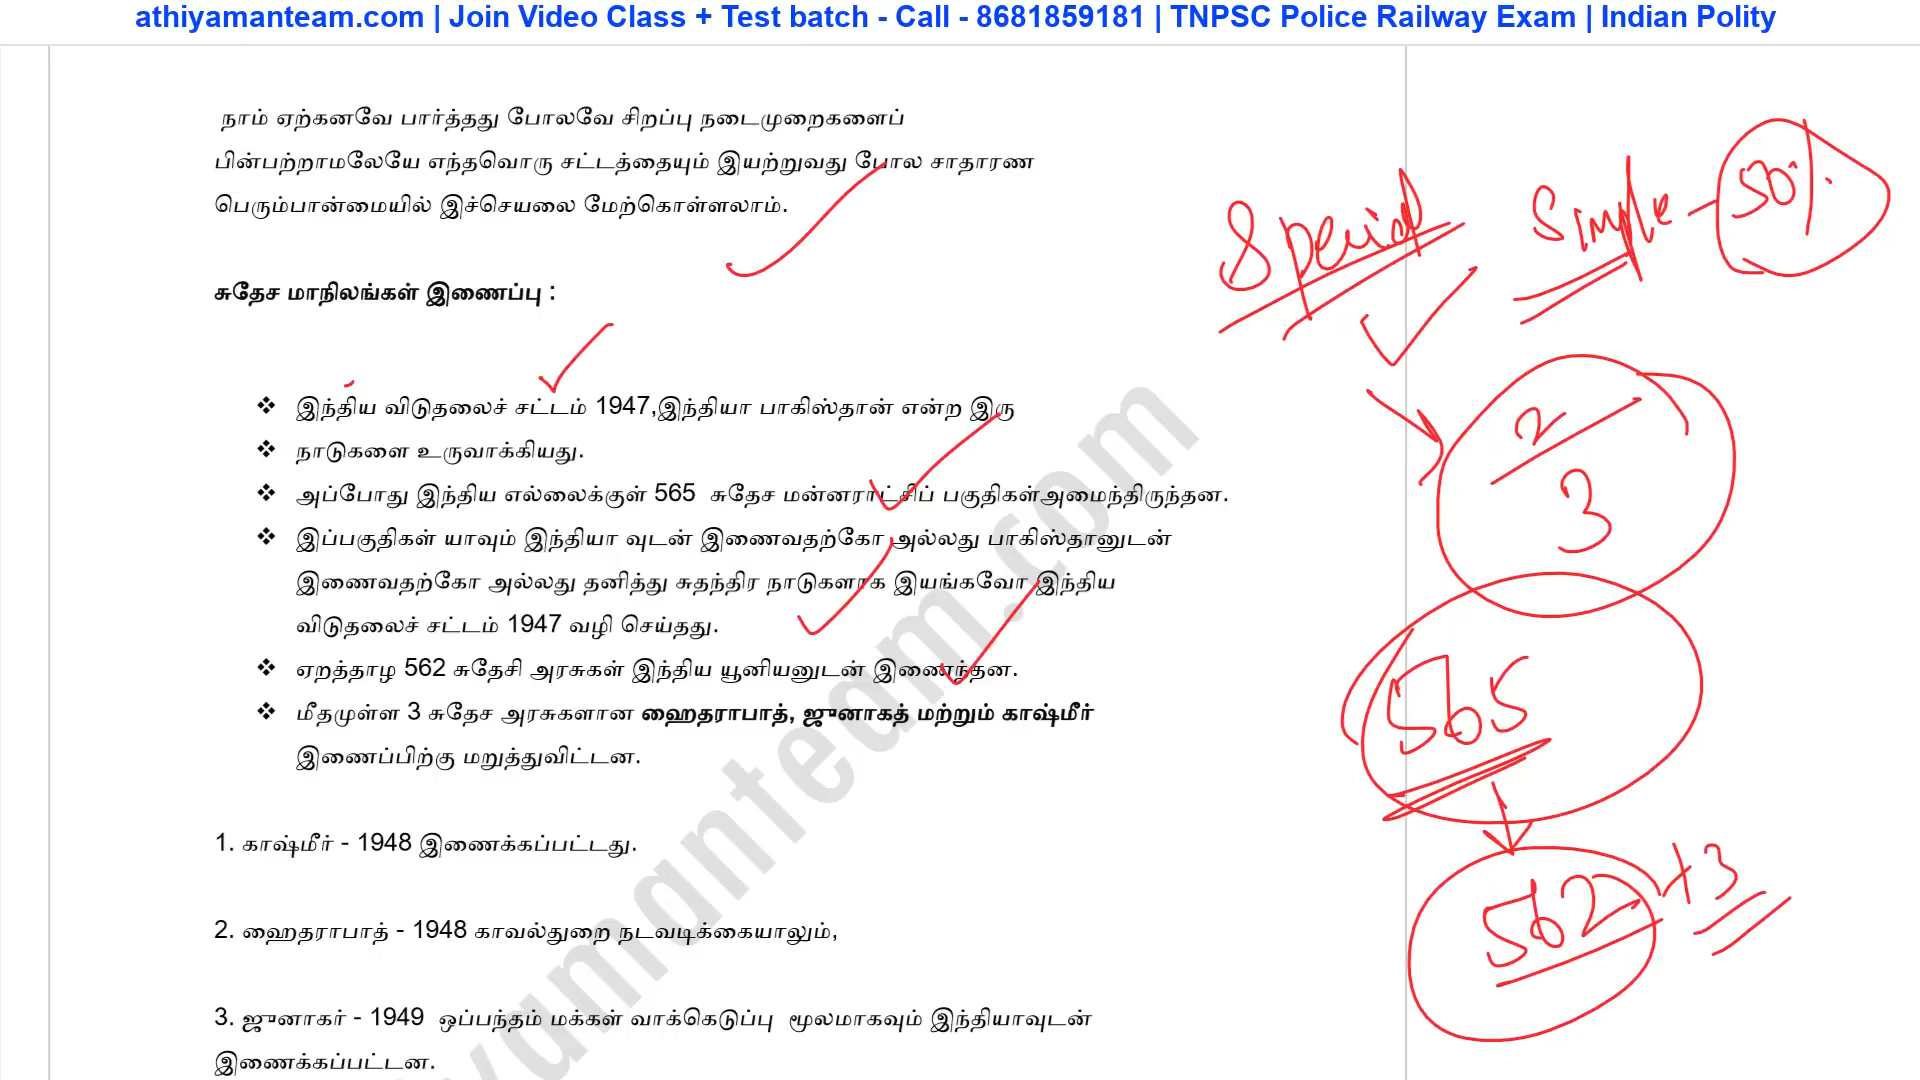 athiyamanteam.com | Join Video Class + Test batch - Call - 8681859181 | TNPSC Police Railway Exam | Indian Polity
நாம் ஏற்கனவே பார்த்தது போலவே சிறப்பு நடைமுறைகளைப்
பின்பற்றாமலேயே எந்தவொரு சட்டத்தையும் இயற்றுவது போல சாதாரண
பெரும்பான்மையில் இச்செயலை மேற்கொள்ளலாம்.
சுதேச மாநிலங்கள் இணைப்பு :
❖ இந்திய விடுதலைச் சட்டம் 1947,இந்தியா பாகிஸ்தான் என்ற இரு
❖ நாடுகளை உருவாக்கியது.
❖ அப்போது இந்திய எல்லைக்குள் 565 சுதேச மன்னராட்சிப் பகுதிகள்அமைந்திருந்தன.
❖ இப்பகுதிகள் யாவும் இந்தியா வுடன் இணைவதற்கோ அல்லது பாகிஸ்தானுடன்
இணைவதற்கோ அல்லது தனித்து சுதந்திர நாடுகளாக இயங்கவோ இந்திய
விடுதலைச் சட்டம் 1947 வழி செய்தது.
❖ ஏறத்தாழ 562 சுதேசி அரசுகள் இந்திய யூனியனுடன் இணைந்தன.
❖ மீதமுள்ள 3 சுதேச அரசுகளான ஹைதராபாத், ஜுனாகத் மற்றும் காஷ்மீர்
இணைப்பிற்கு மறுத்துவிட்டன.
1. காஷ்மீர் - 1948 இணைக்கப்பட்டது.
2. ஹைதராபாத் - 1948 காவல்துறை நடவடிக்கையாலும்,
3. ஜுனாகர் - 1949 ஒப்பந்தம் மக்கள் வாக்கெடுப்பு மூலமாகவும் இந்தியாவுடன்
இணைக்கப்பட்டன.
Special Simple - 50%
2/3
565
562 + 3
yamanteam.com